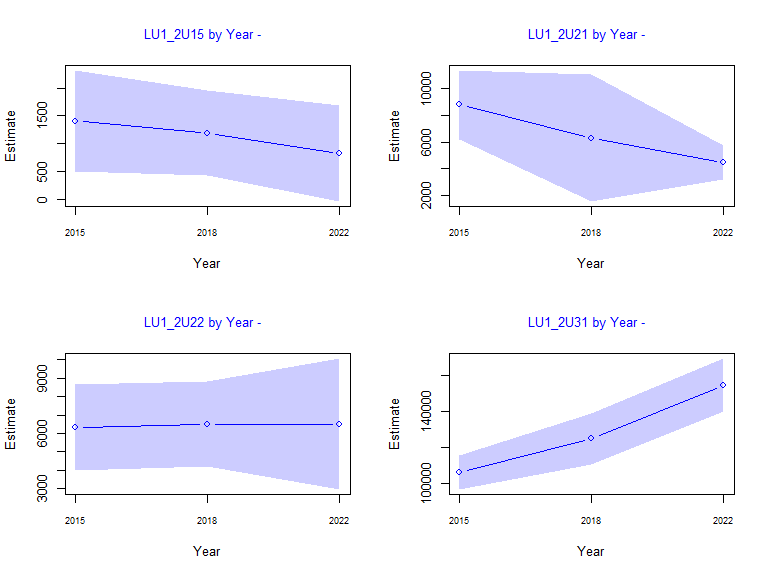 LU1_2U15 by Year -
Estimate
1500
500
0
2015
2018
2022
Year
LU1_2U21 by Year -
Estimate
10000
6000
2000
2015
2018
2022
Year
LU1_2U22 by Year -
Estimate
9000
6000
3000
2015
2018
2022
Year
LU1_2U31 by Year -
Estimate
140000
100000
2015
2018
2022
Year